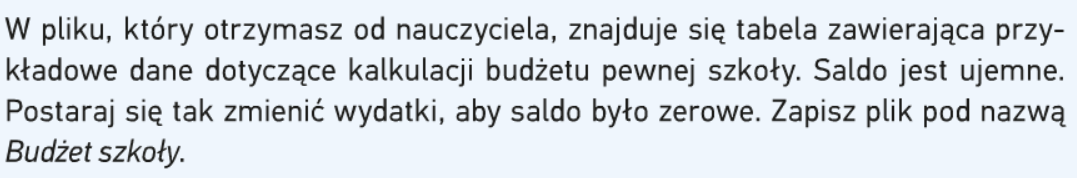 W pliku, który otrzymasz od nauczyciela, znajduje się tabela zawierająca przy-
kładowe dane dotyczące kalkulacji budżetu pewnej szkoły. Saldo jest ujemne.
Postaraj się tak zmienić wydatki, aby saldo było zerowe. Zapisz plik pod nazwą
Budżet szkoły.